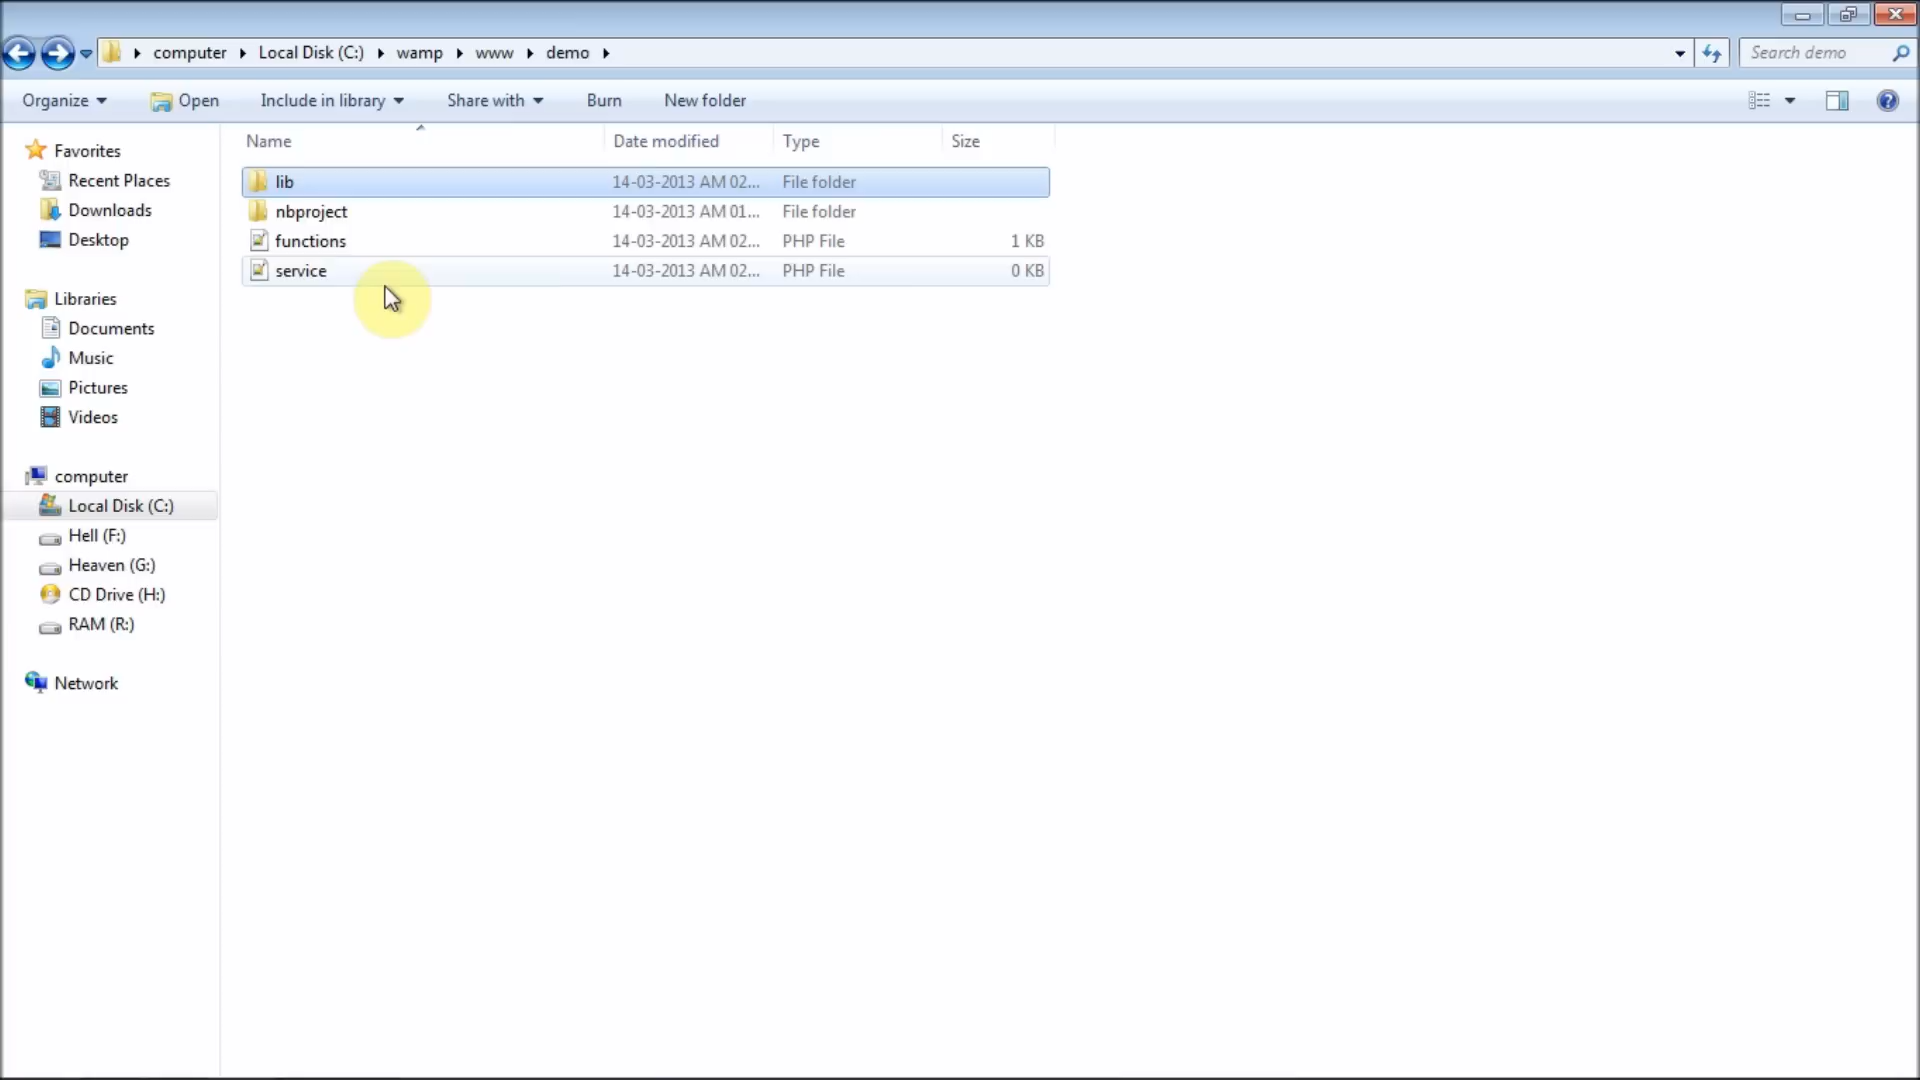 computer Local Disk (C:) wamp www demo
Search demo
Organize Open Include in library Share with Burn New folder
Name Date modified Type Size
lib 14-03-2013 AM 02... File folder
nbproject 14-03-2013 AM 01... File folder
functions 14-03-2013 AM 02... PHP File 1 KB
service 14-03-2013 AM 02... PHP File 0 KB
Favorites
Recent Places
Downloads
Desktop
Libraries
Documents
Music
Pictures
Videos
computer
Local Disk (C:)
Hell (F:)
Heaven (G:)
CD Drive (H:)
RAM (R:)
Network